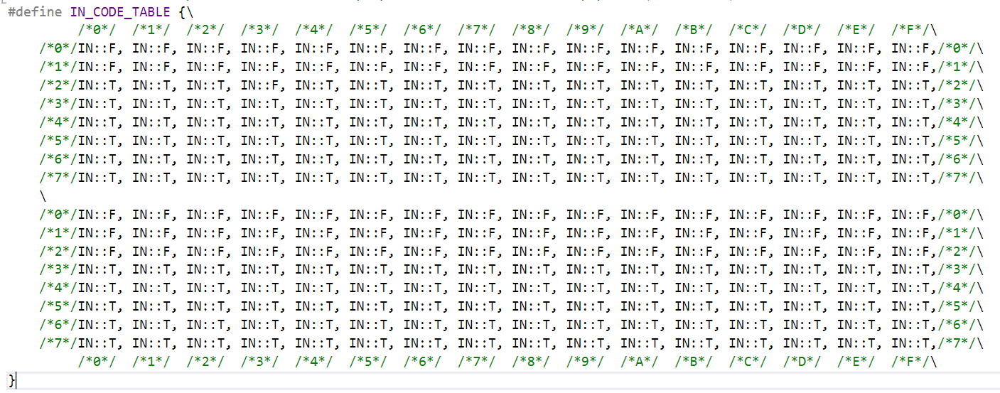 #define IN_CODE_TABLE {\
/*0*/ /*1*/ /*2*/ /*3*/ /*4*/ /*5*/ /*6*/ /*7*/ /*8*/ /*9*/ /*A*/ /*B*/ /*C*/ /*D*/ /*E*/ /*F*/\
/*0*/IN::F, IN::F, IN::F, IN::F, IN::F, IN::F, IN::F, IN::F, IN::F, IN::F, IN::F, IN::F, IN::F, IN::F, IN::F, IN::F,/*0*/\
/*1*/IN::F, IN::F, IN::F, IN::F, IN::F, IN::F, IN::F, IN::F, IN::F, IN::F, IN::F, IN::F, IN::F, IN::F, IN::F, IN::F,/*1*/\
/*2*/IN::T, IN::T, IN::T, IN::F, IN::T, IN::T, IN::T, IN::T, IN::T, IN::T, IN::T, IN::T, IN::T, IN::T, IN::T, IN::T,/*2*/\
/*3*/IN::T, IN::T, IN::T, IN::T, IN::T, IN::T, IN::T, IN::T, IN::T, IN::T, IN::T, IN::T, IN::T, IN::T, IN::T, IN::T,/*3*/\
/*4*/IN::T, IN::T, IN::T, IN::T, IN::T, IN::T, IN::T, IN::T, IN::T, IN::T, IN::T, IN::T, IN::T, IN::T, IN::T, IN::T,/*4*/\
/*5*/IN::T, IN::T, IN::T, IN::T, IN::T, IN::T, IN::T, IN::T, IN::T, IN::T, IN::T, IN::T, IN::T, IN::T, IN::T, IN::T,/*5*/\
/*6*/IN::T, IN::T, IN::T, IN::T, IN::T, IN::T, IN::T, IN::T, IN::T, IN::T, IN::T, IN::T, IN::T, IN::T, IN::T, IN::T,/*6*/\
/*7*/IN::T, IN::T, IN::T, IN::T, IN::T, IN::T, IN::T, IN::T, IN::T, IN::T, IN::T, IN::T, IN::T, IN::T, IN::T, IN::T,/*7*/\
\
/*0*/IN::F, IN::F, IN::F, IN::F, IN::F, IN::F, IN::F, IN::F, IN::F, IN::F, IN::F, IN::F, IN::F, IN::F, IN::F, IN::F,/*0*/\
/*1*/IN::F, IN::F, IN::F, IN::F, IN::F, IN::F, IN::F, IN::F, IN::F, IN::F, IN::F, IN::F, IN::F, IN::F, IN::F, IN::F,/*1*/\
/*2*/IN::F, IN::F, IN::F, IN::F, IN::F, IN::F, IN::F, IN::F, IN::F, IN::F, IN::F, IN::F, IN::F, IN::F, IN::F, IN::F,/*2*/\
/*3*/IN::T, IN::T, IN::T, IN::T, IN::T, IN::T, IN::T, IN::T, IN::T, IN::T, IN::T, IN::T, IN::T, IN::T, IN::T, IN::T,/*3*/\
/*4*/IN::T, IN::T, IN::T, IN::T, IN::T, IN::T, IN::T, IN::T, IN::T, IN::T, IN::T, IN::T, IN::T, IN::T, IN::T, IN::T,/*4*/\
/*5*/IN::T, IN::T, IN::T, IN::T, IN::T, IN::T, IN::T, IN::T, IN::T, IN::T, IN::T, IN::T, IN::T, IN::T, IN::T, IN::T,/*5*/\
/*6*/IN::T, IN::T, IN::T, IN::T, IN::T, IN::T, IN::T, IN::T, IN::T, IN::T, IN::T, IN::T, IN::T, IN::T, IN::T, IN::T,/*6*/\
/*7*/IN::T, IN::T, IN::T, IN::T, IN::T, IN::T, IN::T, IN::T, IN::T, IN::T, IN::T, IN::T, IN::T, IN::T, IN::T, IN::T,/*7*/\
/*0*/ /*1*/ /*2*/ /*3*/ /*4*/ /*5*/ /*6*/ /*7*/ /*8*/ /*9*/ /*A*/ /*B*/ /*C*/ /*D*/ /*E*/ /*F*/\
}